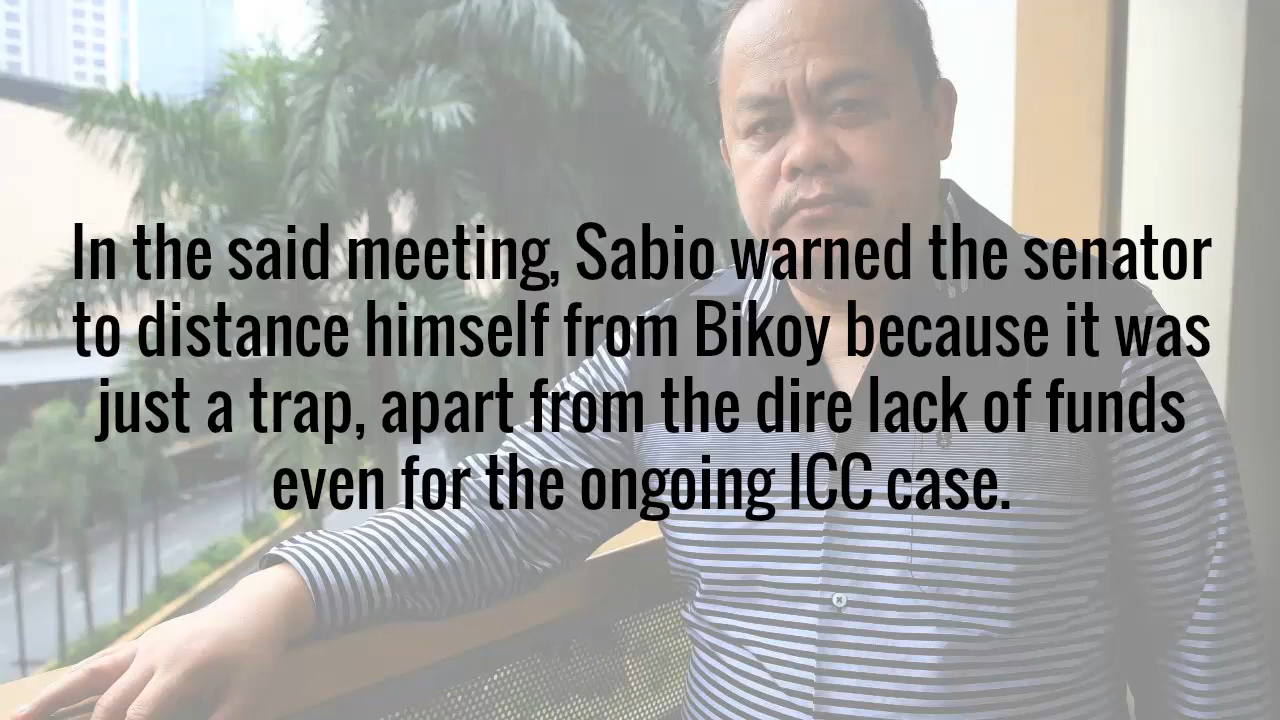 In the said meeting, Sabio warned the senator
to distance himself from Bikoy because it was
just a trap, apart from the dire lack of funds
even for the ongoing ICC case.